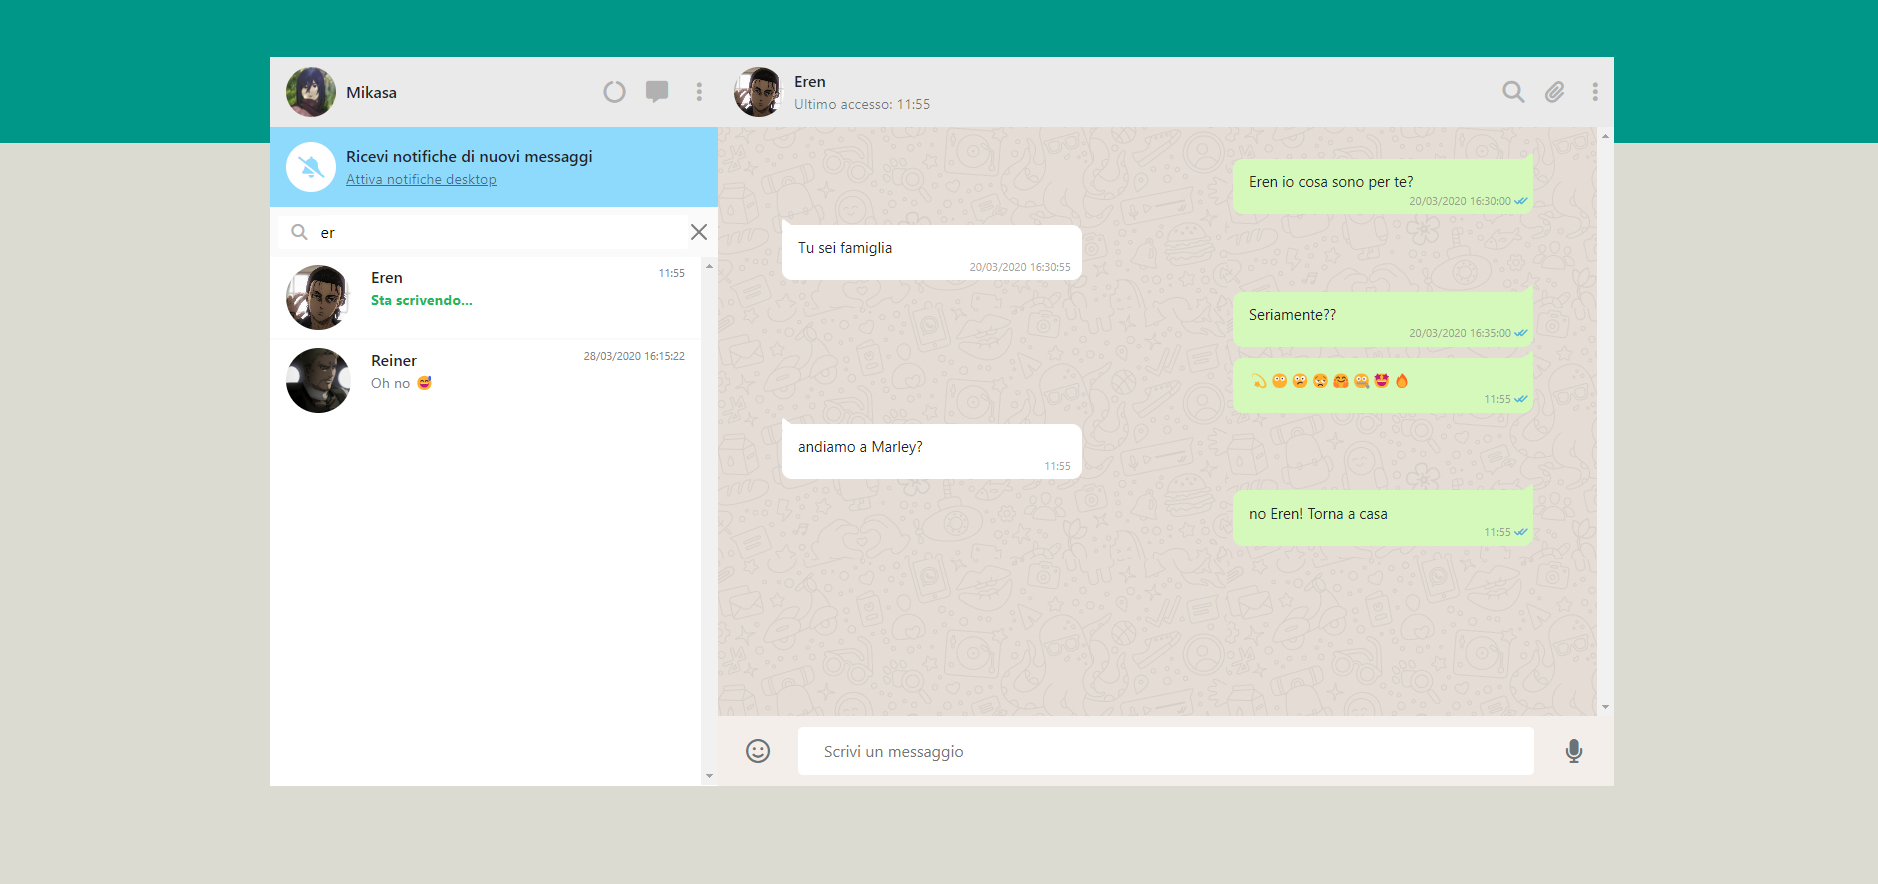 Mikasa
Ricevi notifiche di nuovi messaggi
Attiva notifiche desktop
er
Eren
11:55
Sta scrivendo...
Reiner
28/03/2020 16:15:22
Oh no 😅
Eren
Ultimo accesso: 11:55
Eren io cosa sono per te?
20/03/2020 16:30:00
Tu sei famiglia
20/03/2020 16:30:55
Seriamente??
20/03/2020 16:35:00
11:55
andiamo a Marley?
11:55
no Eren! Torna a casa
11:55
Scrivi un messaggio